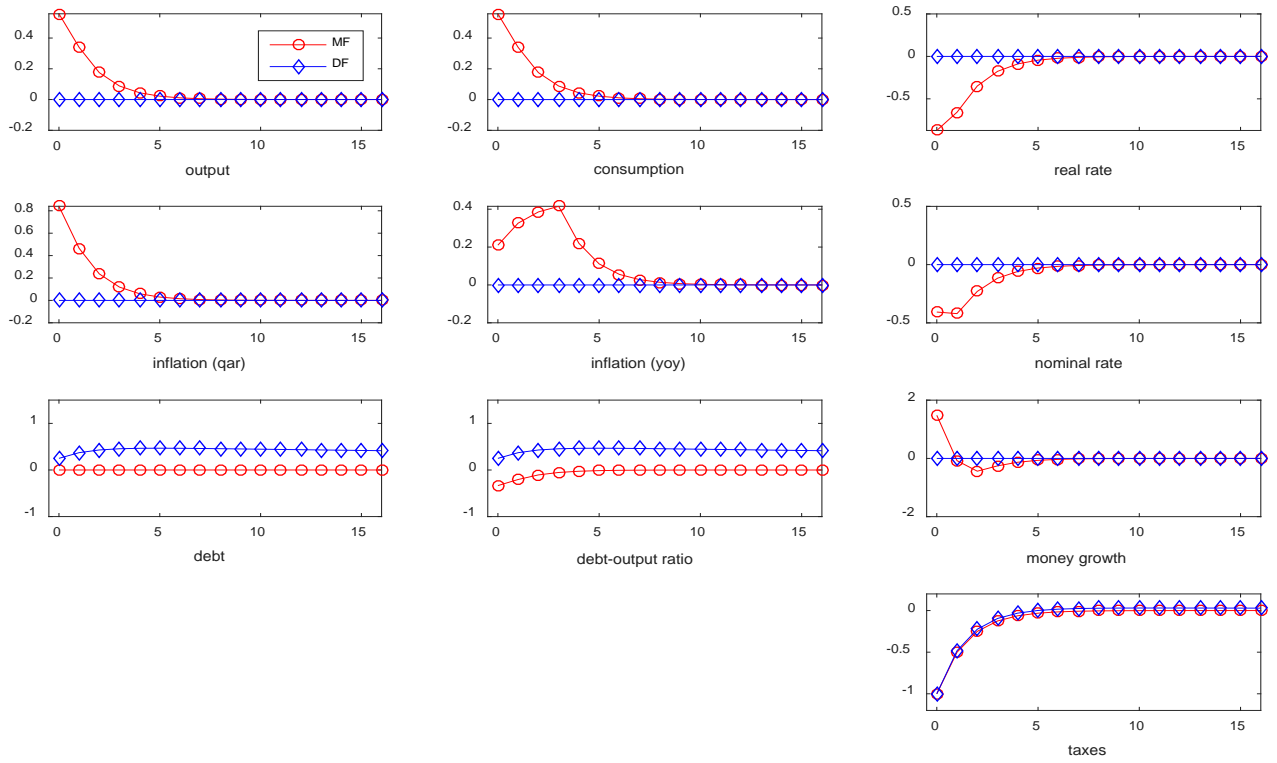 0.4
0.2
0
-0.2
0 5 10 15
output
MF
DF
0.4
0.2
0
-0.2
0 5 10 15
consumption
0.5
0
-0.5
0 5 10 15
real rate
0.8
0.6
0.4
0.2
0
-0.2
0 5 10 15
inflation (qar)
0.4
0.2
0
-0.2
0 5 10 15
inflation (yoy)
0.5
0
-0.5
0 5 10 15
nominal rate
1
0
-1
0 5 10 15
debt
1
0
-1
0 5 10 15
debt-output ratio
2
0
-2
0 5 10 15
money growth
0
-0.5
-1
0 5 10 15
taxes